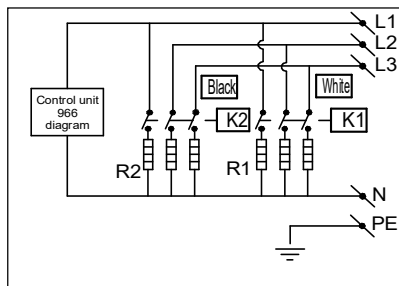 L1
L2
L3
Black
White
Control unit
966
diagram
K2
K1
R2
R1
N
PE